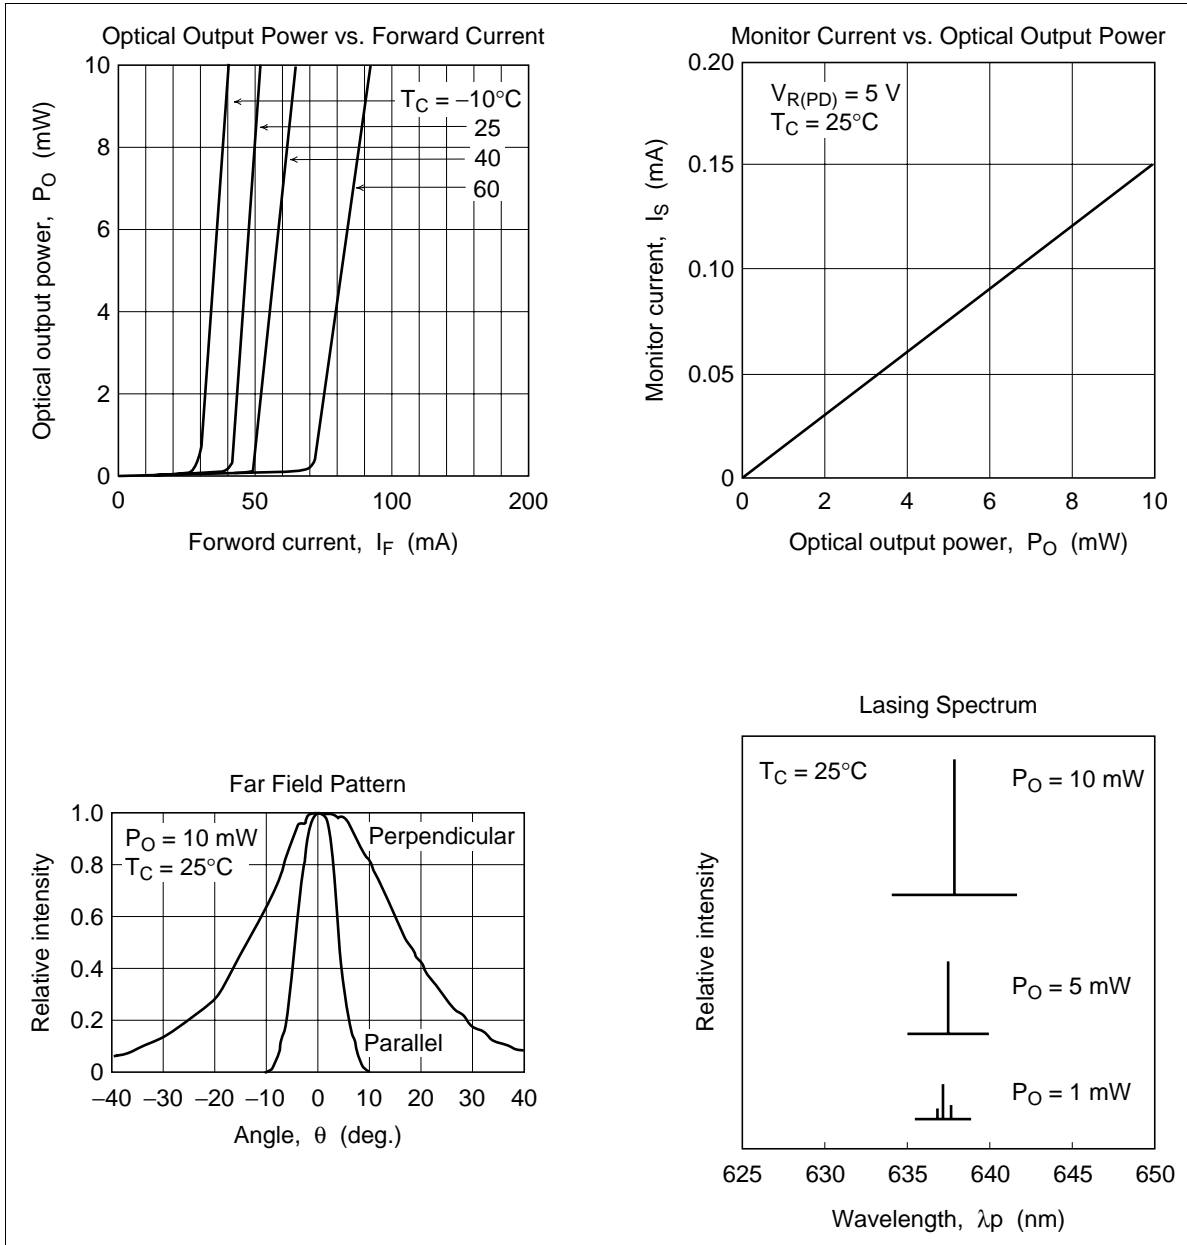 Optical Output Power vs. Forward Current
10
8
6
4
2
0
Optical output power, PO (mW)
TC = –10°C
25
40
60
0 50 100 200
Forword current, IF (mA)
Monitor Current vs. Optical Output Power
0.20
0.15
0.10
0.05
0
Monitor current, IS (mA)
VR(PD) = 5 V
TC = 25°C
0 2 4 6 8 10
Optical output power, PO (mW)
Far Field Pattern
1.0
0.8
0.6
0.4
0.2
0
Relative intensity
PO = 10 mW
TC = 25°C
Perpendicular
Parallel
–40 –30 –20 –10 0 10 20 30 40
Angle, θ (deg.)
Lasing Spectrum
Relative intensity
TC = 25°C
PO = 10 mW
PO = 5 mW
PO = 1 mW
625 630 635 640 645 650
Wavelength, λp (nm)